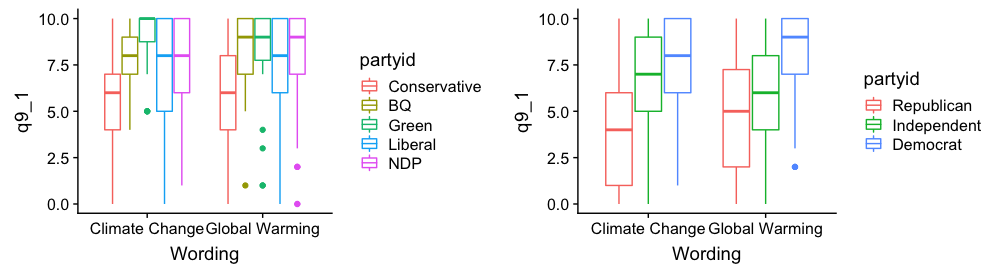 10.0
7.5
5.0
2.5
0.0
q9_1
Climate Change Global Warming
Wording
partyid
Conservative
BQ
Green
Liberal
NDP
10.0
7.5
5.0
2.5
0.0
q9_1
Climate Change Global Warming
Wording
partyid
Republican
Independent
Democrat